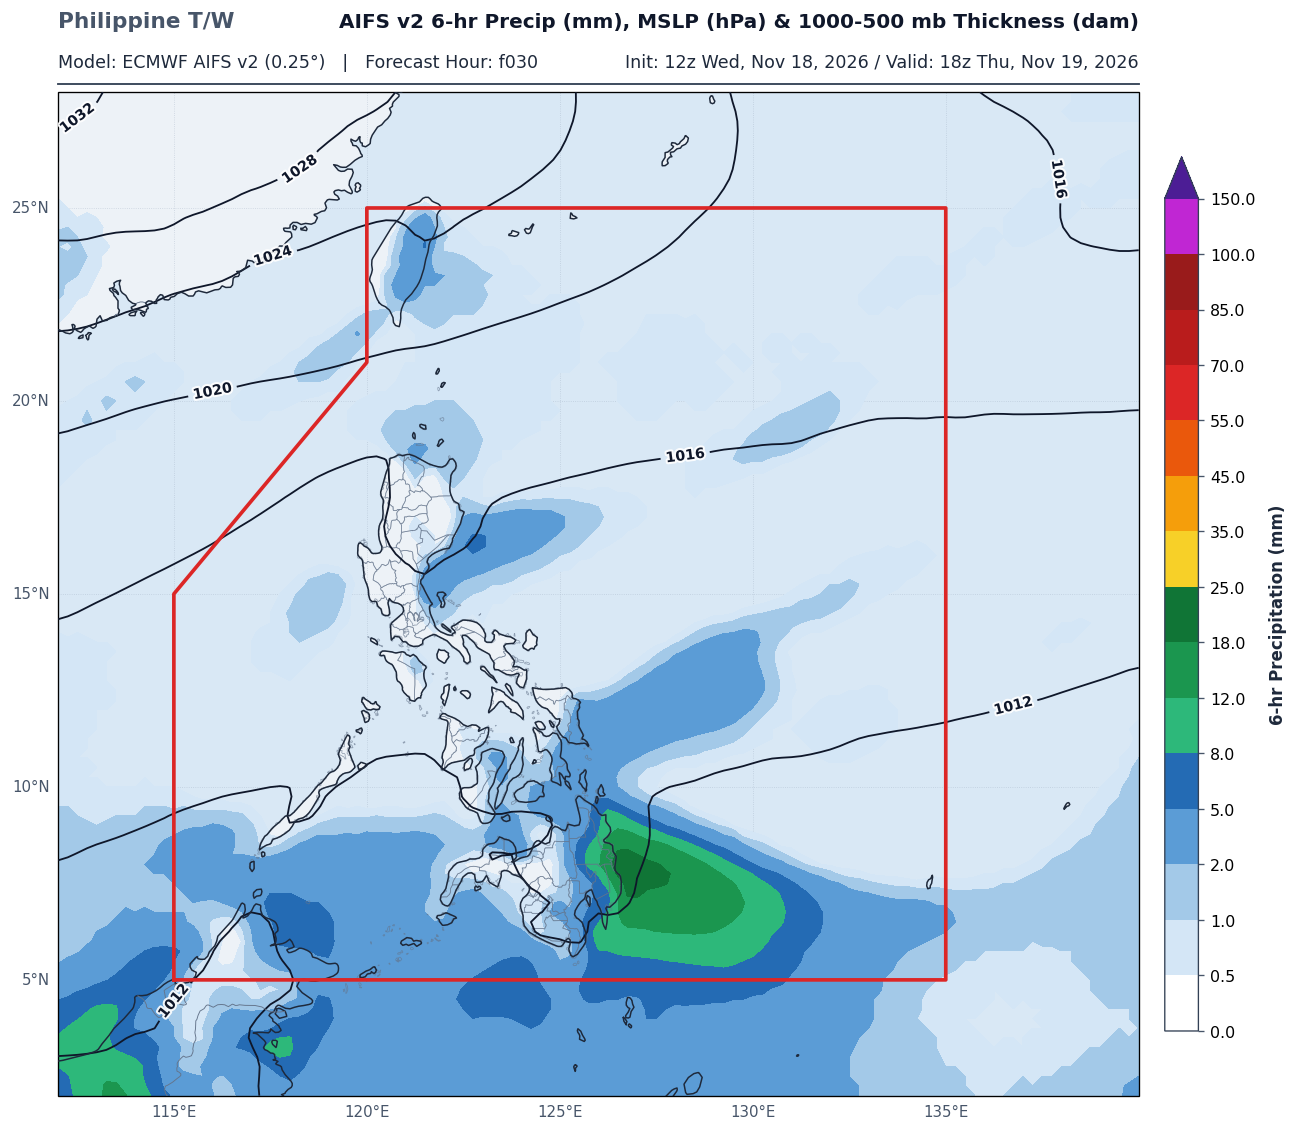 Philippine T/W
AIFS v2 6-hr Precip (mm), MSLP (hPa) & 1000-500 mb Thickness (dam)
Model: ECMWF AIFS v2 (0.25°) | Forecast Hour: f030
Init: 12z Wed, Nov 18, 2026 / Valid: 18z Thu, Nov 19, 2026
1032
1028
1024
1020
1016
1016
1012
1012
25°N
20°N
15°N
10°N
5°N
115°E
120°E
125°E
130°E
135°E
150.0
100.0
85.0
70.0
55.0
45.0
35.0
25.0
18.0
12.0
8.0
5.0
2.0
1.0
0.5
0.0
6-hr Precipitation (mm)